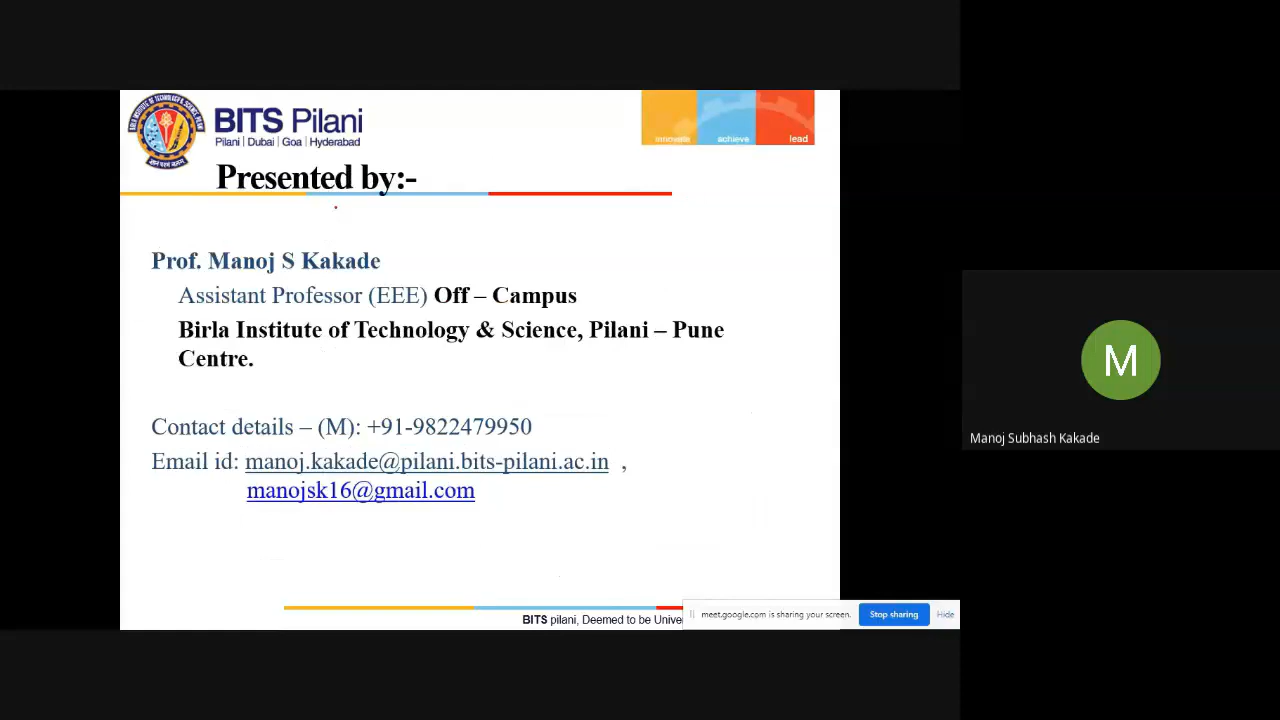 BITS Pilani
Pilani | Dubai | Goa | Hyderabad
innovate achieve lead
Presented by:-
Prof. Manoj S Kakade
Assistant Professor (EEE) Off – Campus
Birla Institute of Technology & Science, Pilani – Pune
Centre.
Contact details – (M): +91-9822479950
Email id: manoj.kakade@pilani.bits-pilani.ac.in ,
manojsk16@gmail.com
BITS pilani, Deemed to be Unive
meet.google.com is sharing your screen. Stop sharing Hide
M
Manoj Subhash Kakade